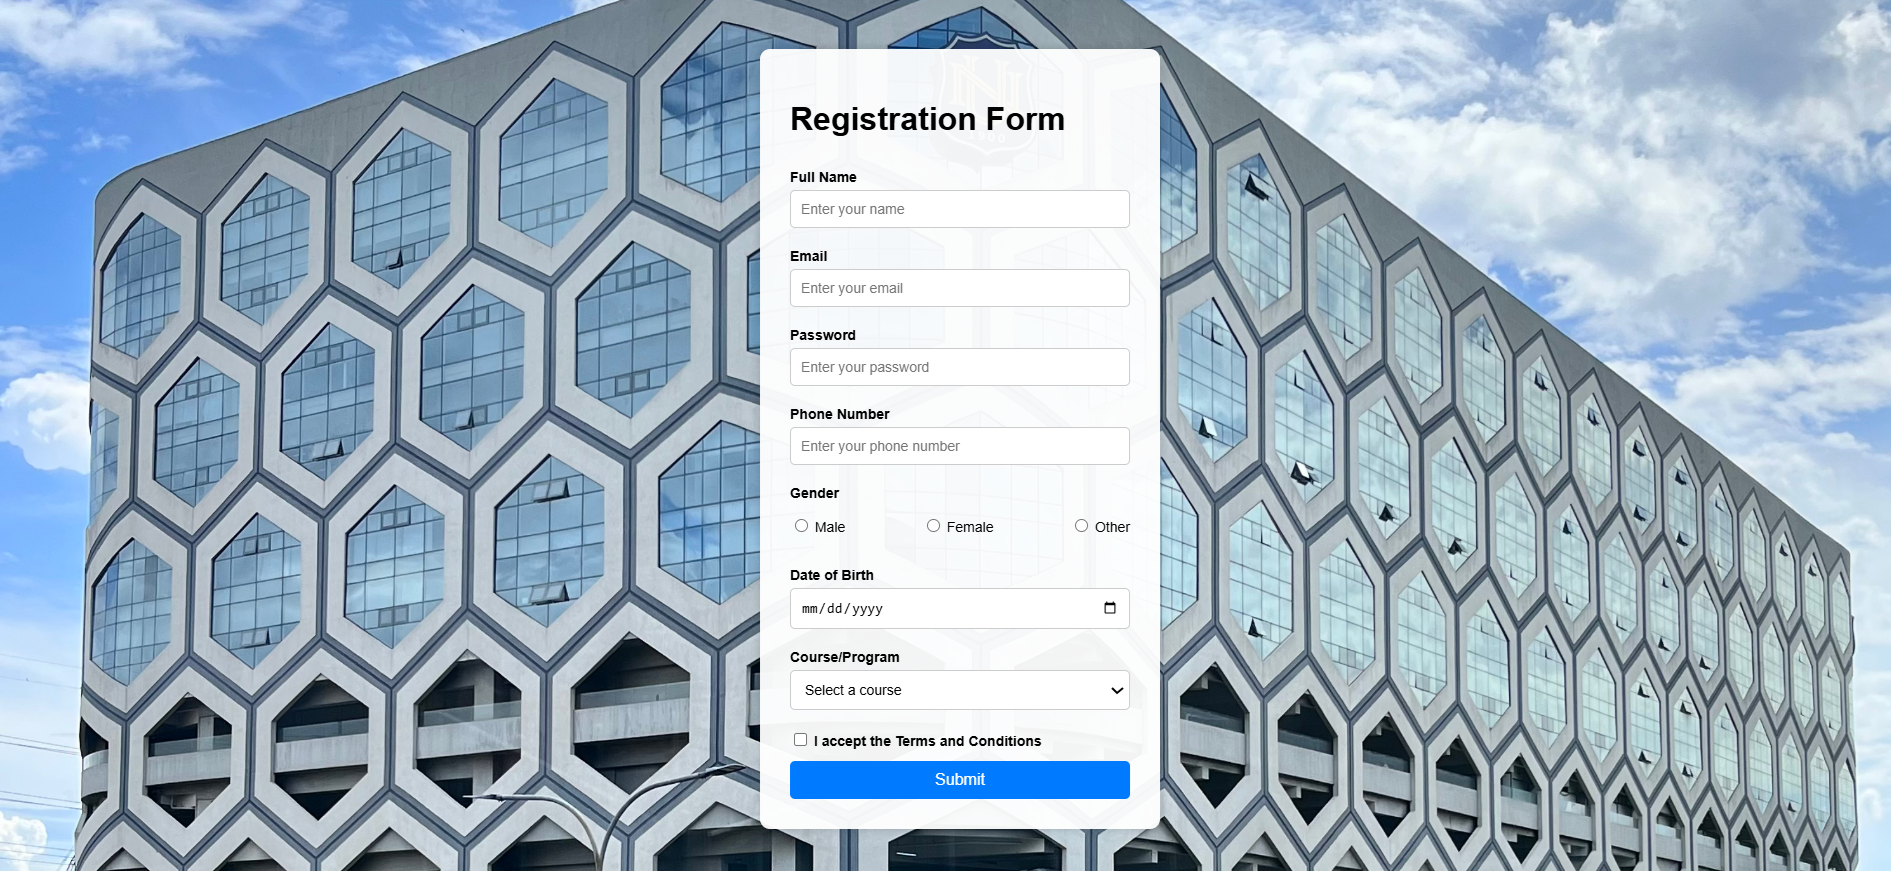 Registration Form
Full Name
Enter your name
Email
Enter your email
Password
Enter your password
Phone Number
Enter your phone number
Gender
Male Female Other
Date of Birth
mm/dd/yyyy
Course/Program
Select a course
I accept the Terms and Conditions
Submit